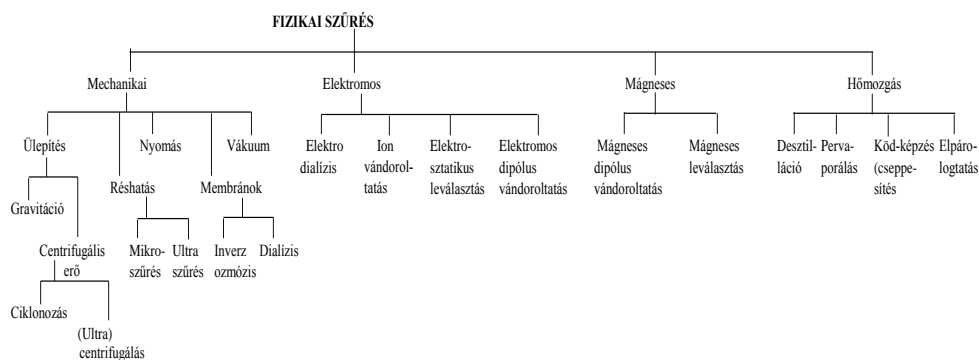 FIZIKAI SZŰRÉS
Mechanikai
Elektromos
Mágneses
Hőmozgás
Ülepítés
Nyomás
Vákuum
Réshatás
Membránok
Gravitáció
Centrifugális
erő
Mikro-
szűrés
Ultra
szűrés
Inverz
ozmózis
Dialízis
Ciklonozás
(Ultra)
centrifugálás
Elektro
dialízis
Ion
vándorol-
tatás
Elektro-
sztatikus
leválasztás
Elektromos
dipólus
vándoroltatás
Mágneses
dipólus
vándoroltatás
Mágneses
leválasztás
Desztil-
láció
Perva-
porálás
Köd-képzés
(cseppe-
sítés
Elpáro-
logtatás